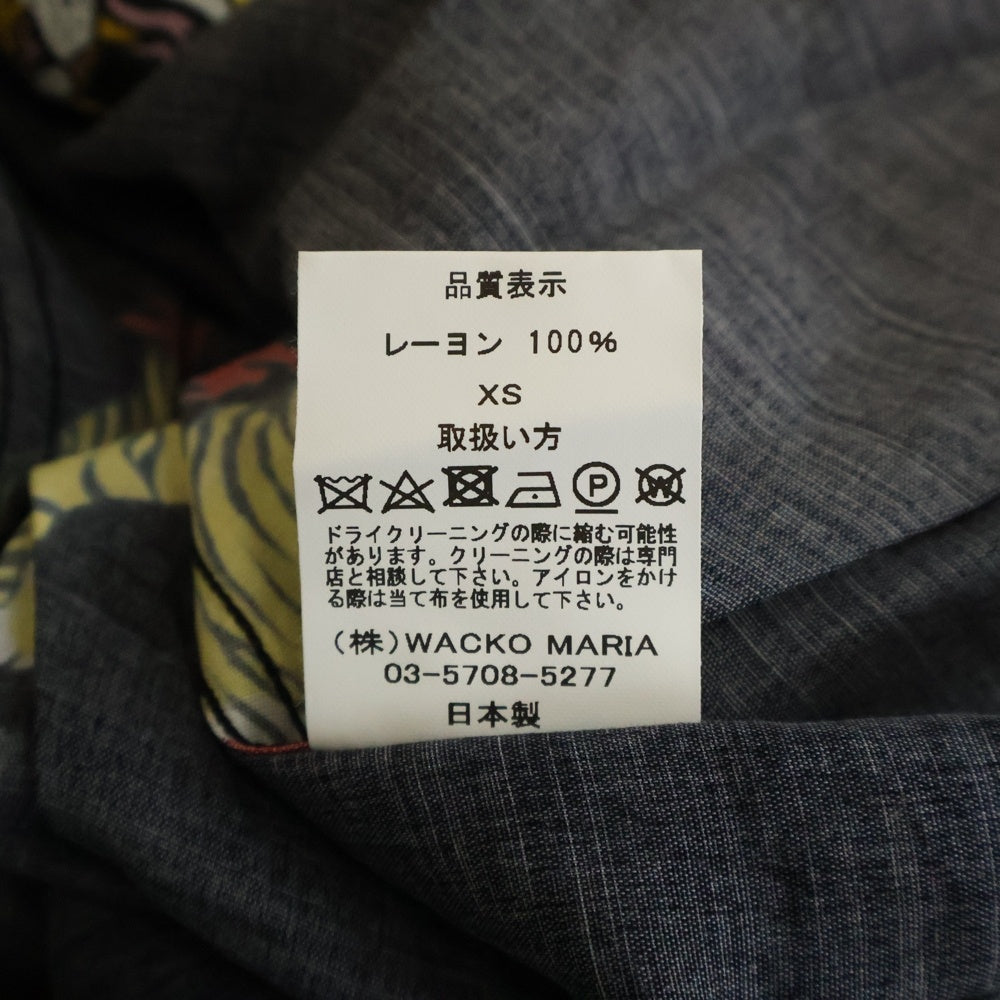 品質表示
レーヨン 100%
XS
取扱い方
P W
ドライクリーニングの際に縮む可能性
があります。クリーニングの際は専門
店と相談して下さい。アイロンをかけ
る際は当て布を使用して下さい。
(株)WACKO MARIA
03-5708-5277
日本製